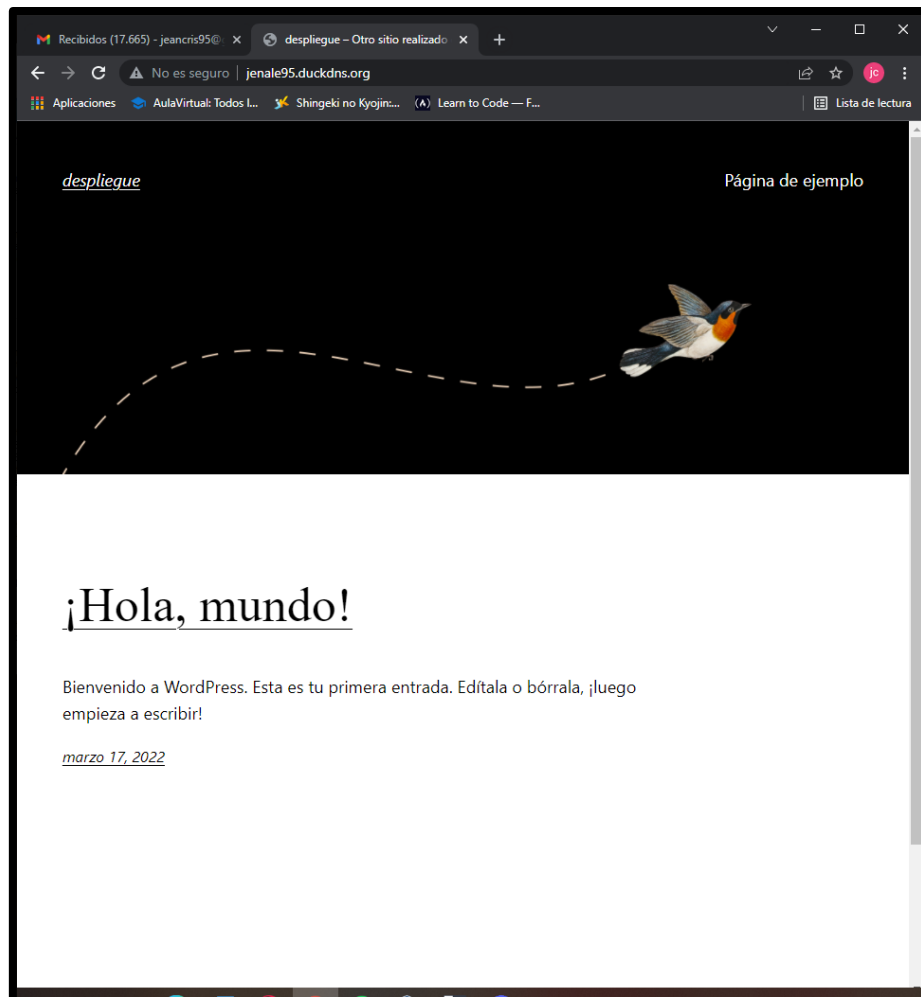 Recibidos (17.665) - jeancris95@
despliegue – Otro sitio realizado
No es seguro
jenale95.duckdns.org
jc
Aplicaciones
AulaVirtual: Todos l...
Shingeki no Kyojin:...
Learn to Code — F...
Lista de lectura
despliegue
Página de ejemplo
¡Hola, mundo!
Bienvenido a WordPress. Esta es tu primera entrada. Edítala o bórrala, ¡luego
empieza a escribir!
marzo 17, 2022